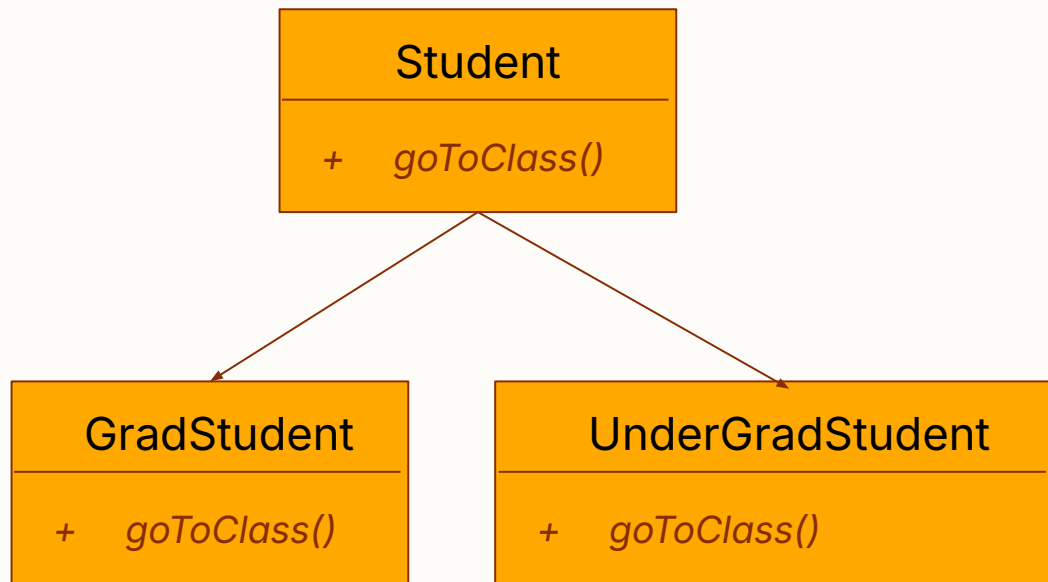 Student
+ goToClass()
GradStudent
+ goToClass()
UnderGradStudent
+ goToClass()